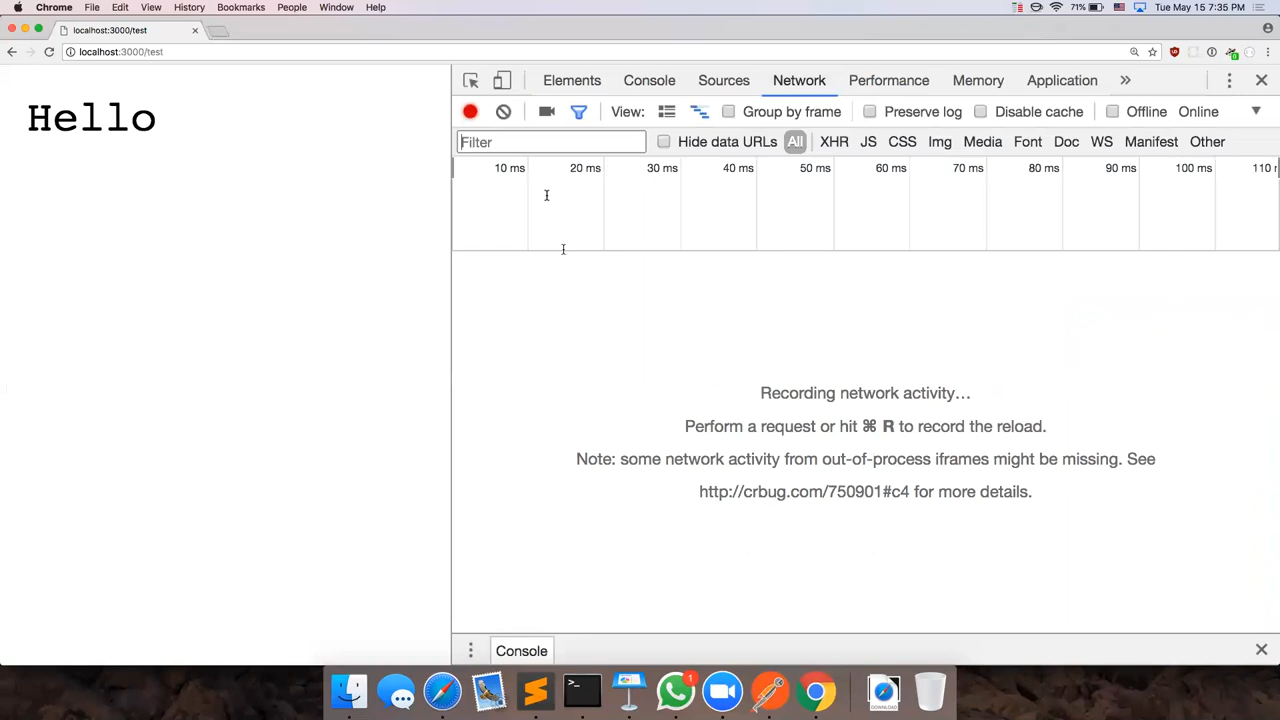 Chrome File Edit View History Bookmarks People Window Help 71% Tue May 15 7:35 PM
localhost:3000/test
localhost:3000/test
Hello
Elements Console Sources Network Performance Memory Application
View: Group by frame Preserve log Disable cache Offline Online
Filter Hide data URLs All XHR JS CSS Img Media Font Doc WS Manifest Other
10 ms 20 ms 30 ms 40 ms 50 ms 60 ms 70 ms 80 ms 90 ms 100 ms 110
Recording network activity…
Perform a request or hit ⌘ R to record the reload.
Note: some network activity from out-of-process iframes might be missing. See
http://crbug.com/750901#c4 for more details.
Console
1
DOWNLOAD